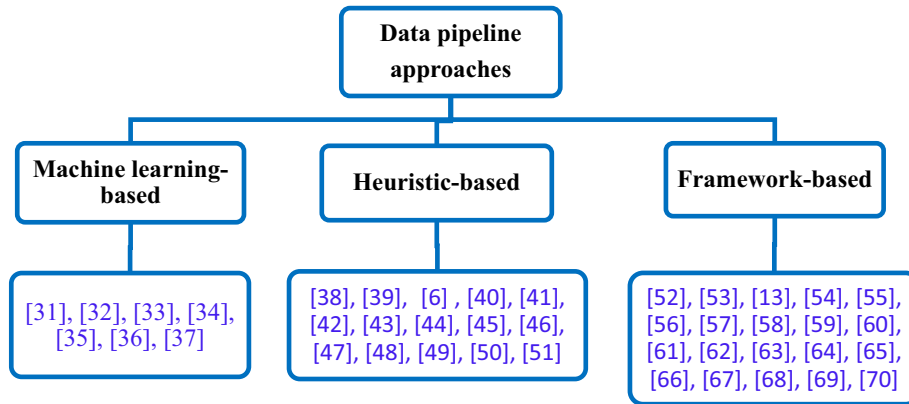 Data pipeline
approaches
Machine learning-
based
Heuristic-based
Framework-based
[31], [32], [33], [34],
[35], [36], [37]
[38], [39], [6] , [40], [41],
[42], [43], [44], [45], [46],
[47], [48], [49], [50], [51]
[52], [53], [13], [54], [55],
[56], [57], [58], [59], [60],
[61], [62], [63], [64], [65],
[66], [67], [68], [69], [70]